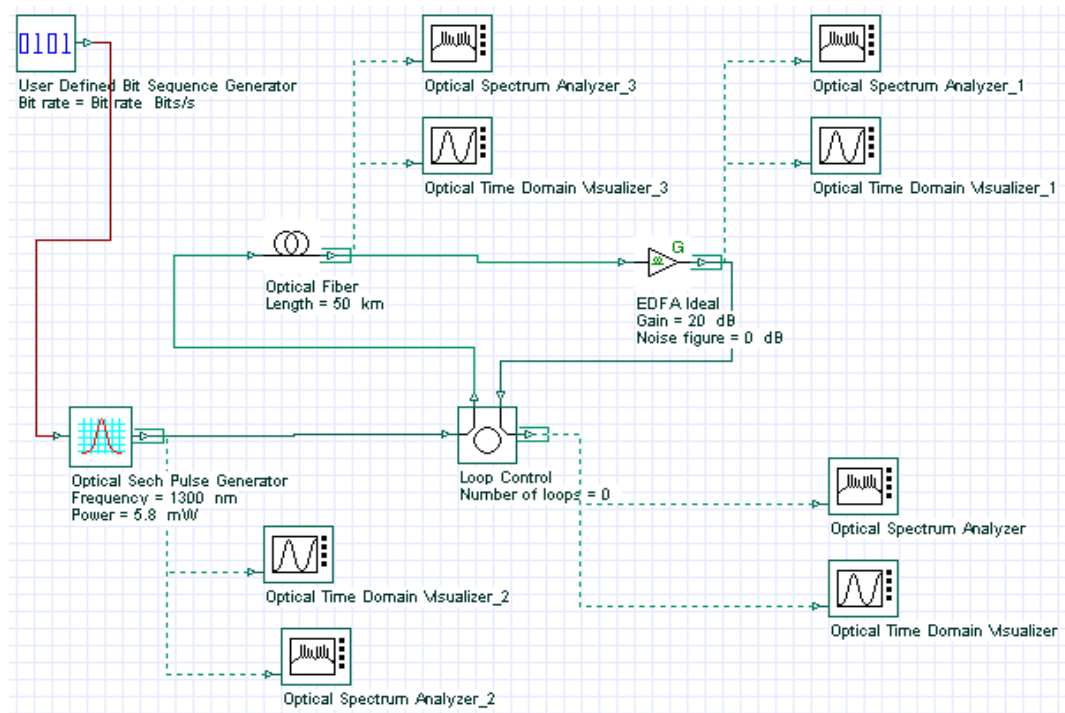 0101
User Defined Bit Sequence Generator
Bit rate = Bit rate Bits/s
Optical Spectrum Analyzer_3
Optical Spectrum Analyzer_1
Optical Time Domain Visualizer_3
Optical Time Domain Visualizer_1
Optical Fiber
Length = 50 km
G
EDFA Ideal
Gain = 20 dB
Noise figure = 0 dB
Optical Sech Pulse Generator
Frequency = 1300 nm
Power = 5.8 mW
Loop Control
Number of loops = 0
Optical Spectrum Analyzer
Optical Time Domain Visualizer_2
Optical Time Domain Visualizer
Optical Spectrum Analyzer_2